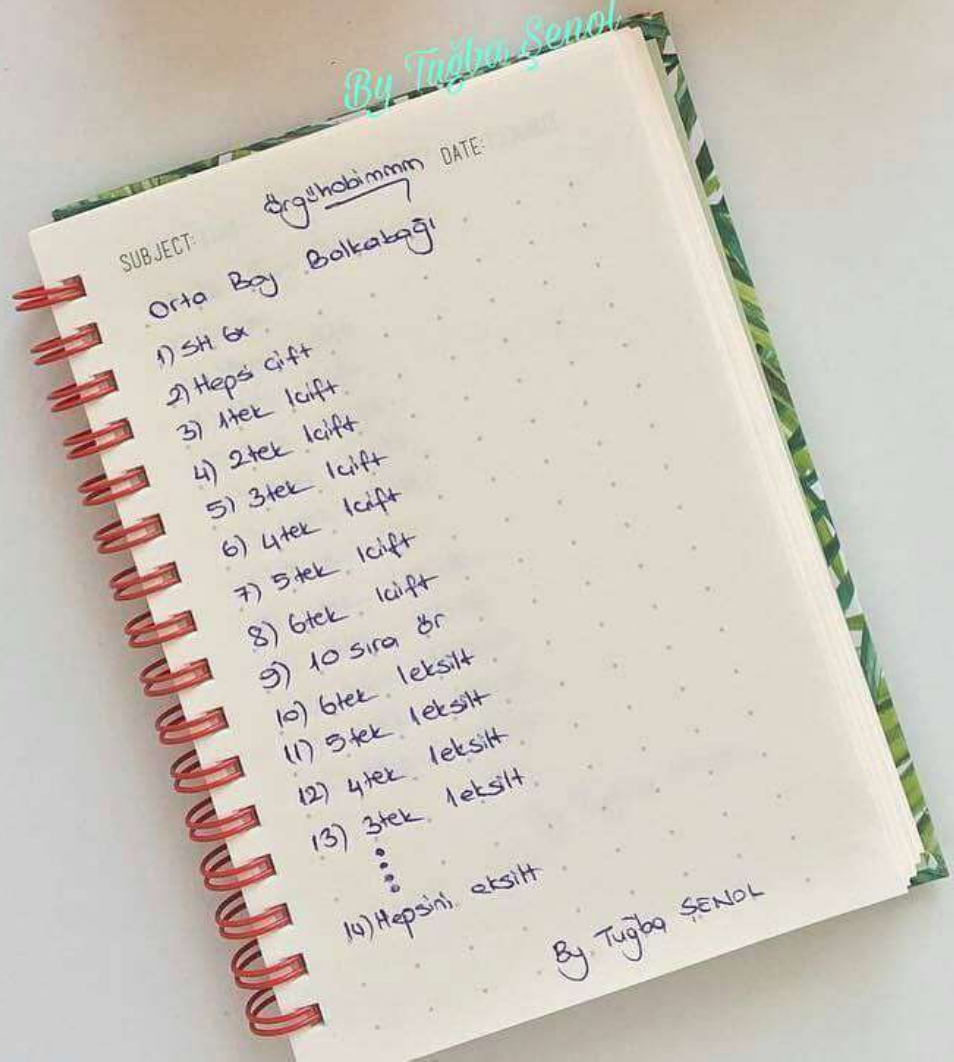 By Tuğba Şenol
örgühobimmm DATE:
SUBJECT:
Orta Boy Balkabağı
1) SH 6x
2) Hepsi Çift
3) 1tek 1çift
4) 2tek 1çift
5) 3tek 1çift
6) 4tek 1çift
7) 5tek 1çift
8) 6tek 1çift
9) 10 sıra ör
10) 6tek 1eksilt
11) 5tek 1eksilt
12) 4tek 1eksilt
13) 3tek 1eksilt
14) Hepsini eksilt
By Tuğba ŞENOL